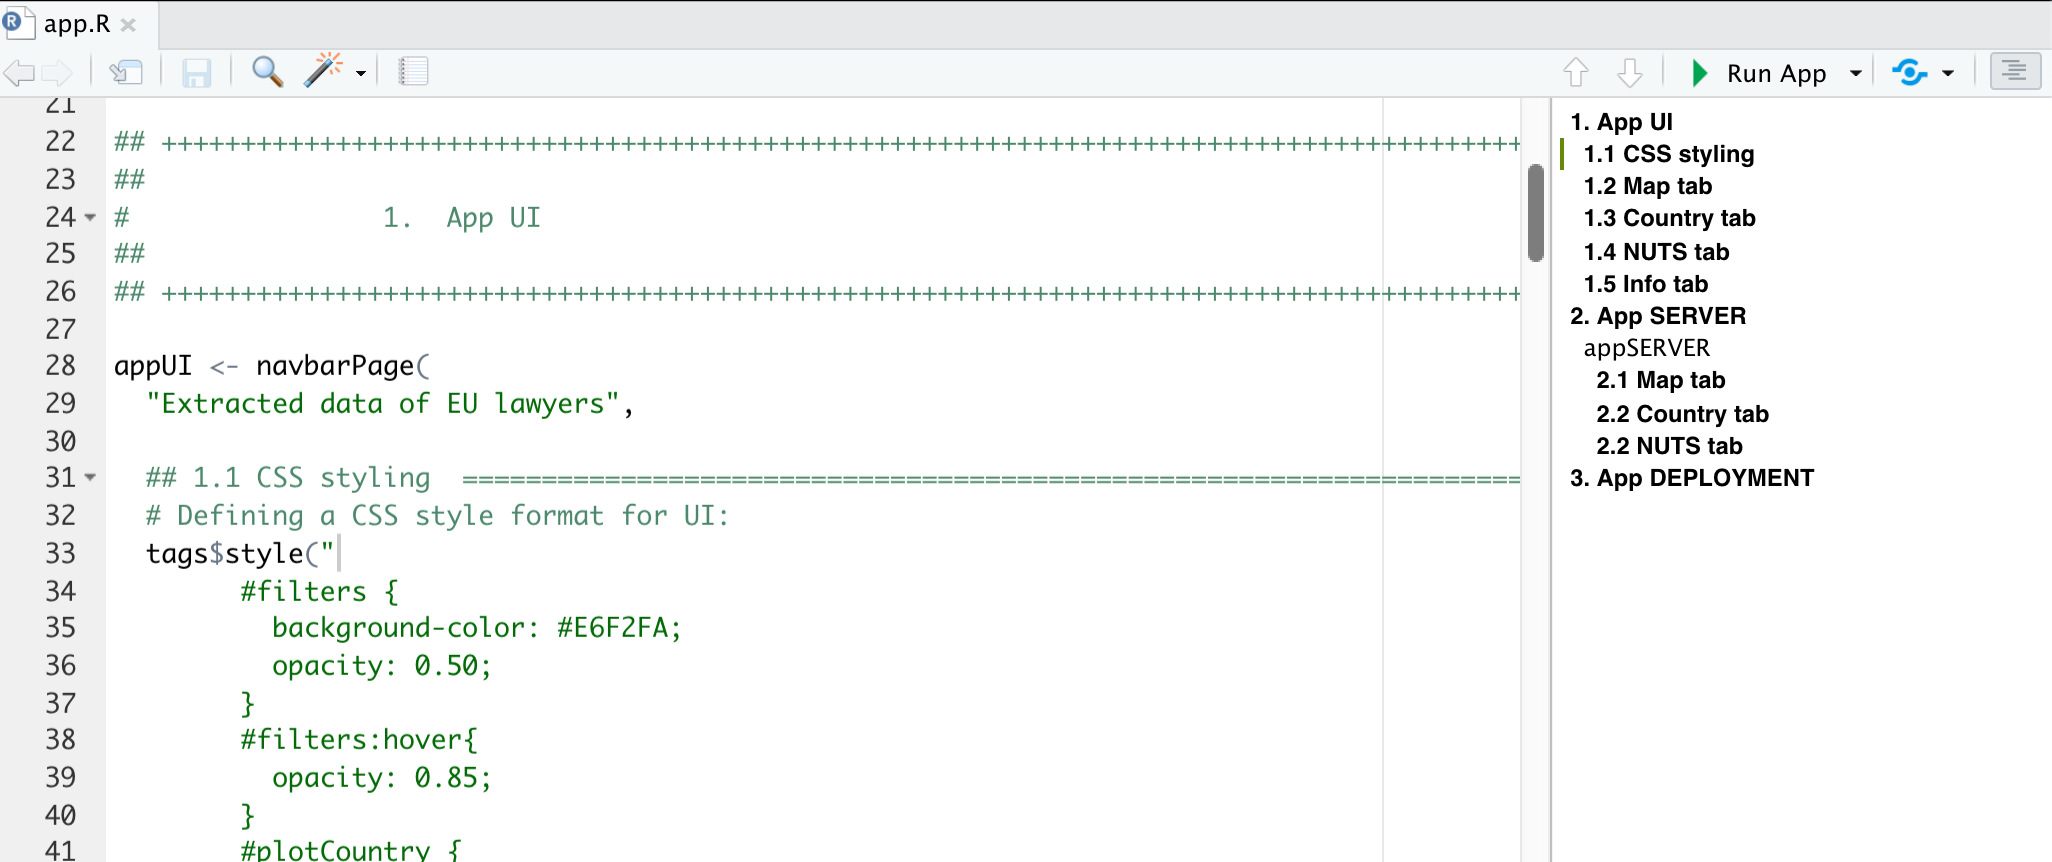 app.R
Run App
21
22 ## ++++++++++++++++++++++++++++++++++++++++++++++++++++++++++++++++++++++++++++++++++++++
23 ##
24 # 1. App UI
25 ##
26 ## ++++++++++++++++++++++++++++++++++++++++++++++++++++++++++++++++++++++++++++++++++++++
27
28 appUI <- navbarPage(
29 "Extracted data of EU lawyers",
30
31 ## 1.1 CSS styling ===================================================================
32 # Defining a CSS style format for UI:
33 tags$style("
34 #filters {
35 background-color: #E6F2FA;
36 opacity: 0.50;
37 }
38 #filters:hover{
39 opacity: 0.85;
40 }
41 #plotCountry {
1. App UI
1.1 CSS styling
1.2 Map tab
1.3 Country tab
1.4 NUTS tab
1.5 Info tab
2. App SERVER
appSERVER
2.1 Map tab
2.2 Country tab
2.2 NUTS tab
3. App DEPLOYMENT